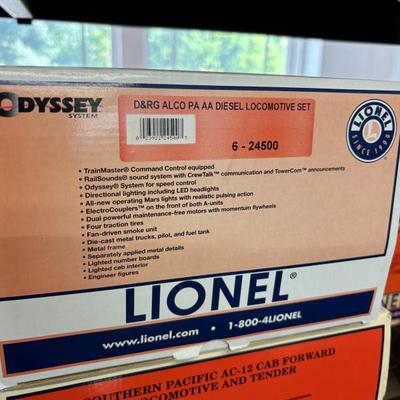 ODYSSEY
SYSTEM
D&RG ALCO PA AA DIESEL LOCOMOTIVE SET
6 - 24500
LIONEL
SINCE 1900
• TrainMaster® Command Control equipped
• RailSounds® sound system with CrewTalk™ communication and TowerCom™ announcements
• Odyssey® System for speed control
• Directional lighting including LED headlights
• All-new operating Mars lights with realistic pulsing action
• ElectroCouplers™ on the front of both A-units
• Dual powerful maintenance-free motors with momentum flywheels
• Four traction tires
• Fan-driven smoke unit
• Die-cast metal trucks, pilot, and fuel tank
• Metal frame
• Separately applied metal details
• Lighted number boards
• Lighted cab interior
• Engineer figures
LIONEL®
www.lionel.com • 1-800-4LIONEL
SOUTHERN PACIFIC AC-12 CAB FORWARD
LOCOMOTIVE AND TENDER